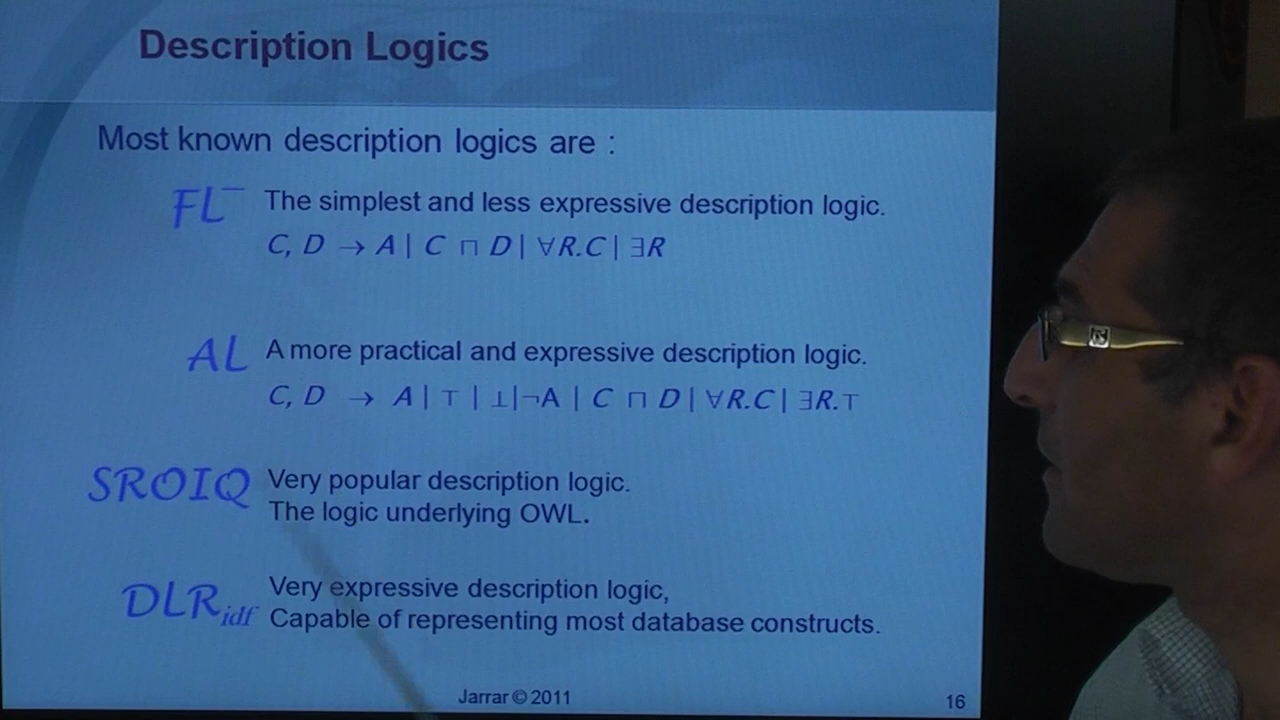 Description Logics
Most known description logics are :
FL⁻ The simplest and less expressive description logic.
C, D → A | C ⊓ D | ∀R.C | ∃R
AL A more practical and expressive description logic.
C, D → A | ⊤ | ⊥ | ¬A | C ⊓ D | ∀R.C | ∃R.⊤
SROIQ Very popular description logic.
The logic underlying OWL.
DLRidf Very expressive description logic,
Capable of representing most database constructs.
Jarrar © 2011
16